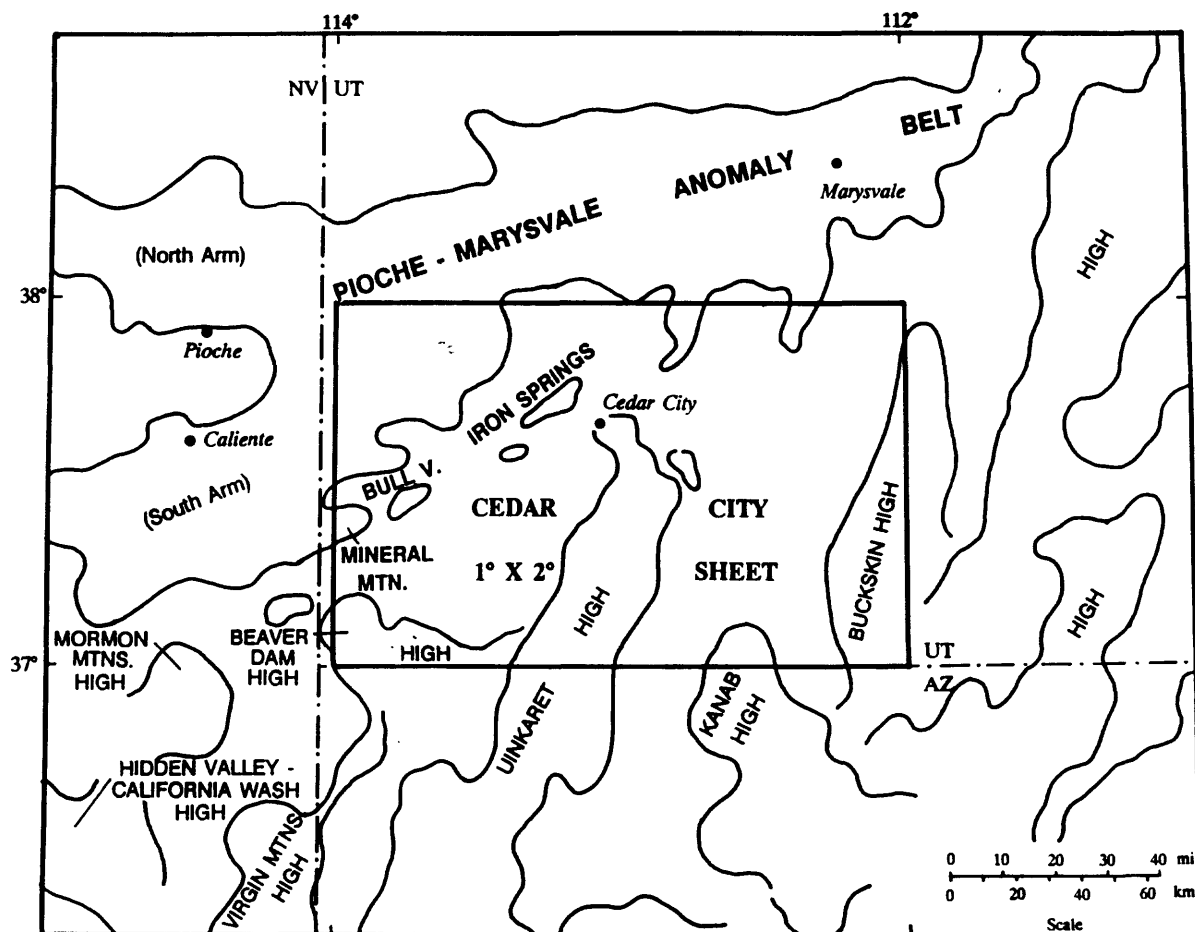 114°
112°
NV
UT
BELT
ANOMALY
PIOCHE - MARYSVALE
Marysvale
(North Arm)
HIGH
38°
Pioche
IRON SPRINGS
Cedar City
Caliente
BULL V.
(South Arm)
CEDAR
CITY
BUCKSKIN HIGH
MINERAL
MTN.
1° X 2°
SHEET
HIGH
HIGH
MORMON
MTNS.
HIGH
BEAVER
DAM
HIGH
HIGH
37°
UT
AZ
UINKARET
KANAB
HIGH
HIDDEN VALLEY -
CALIFORNIA WASH
HIGH
VIRGIN MTNS
HIGH
0 10 20 30 40 mi
0 20 40 60 km
Scale